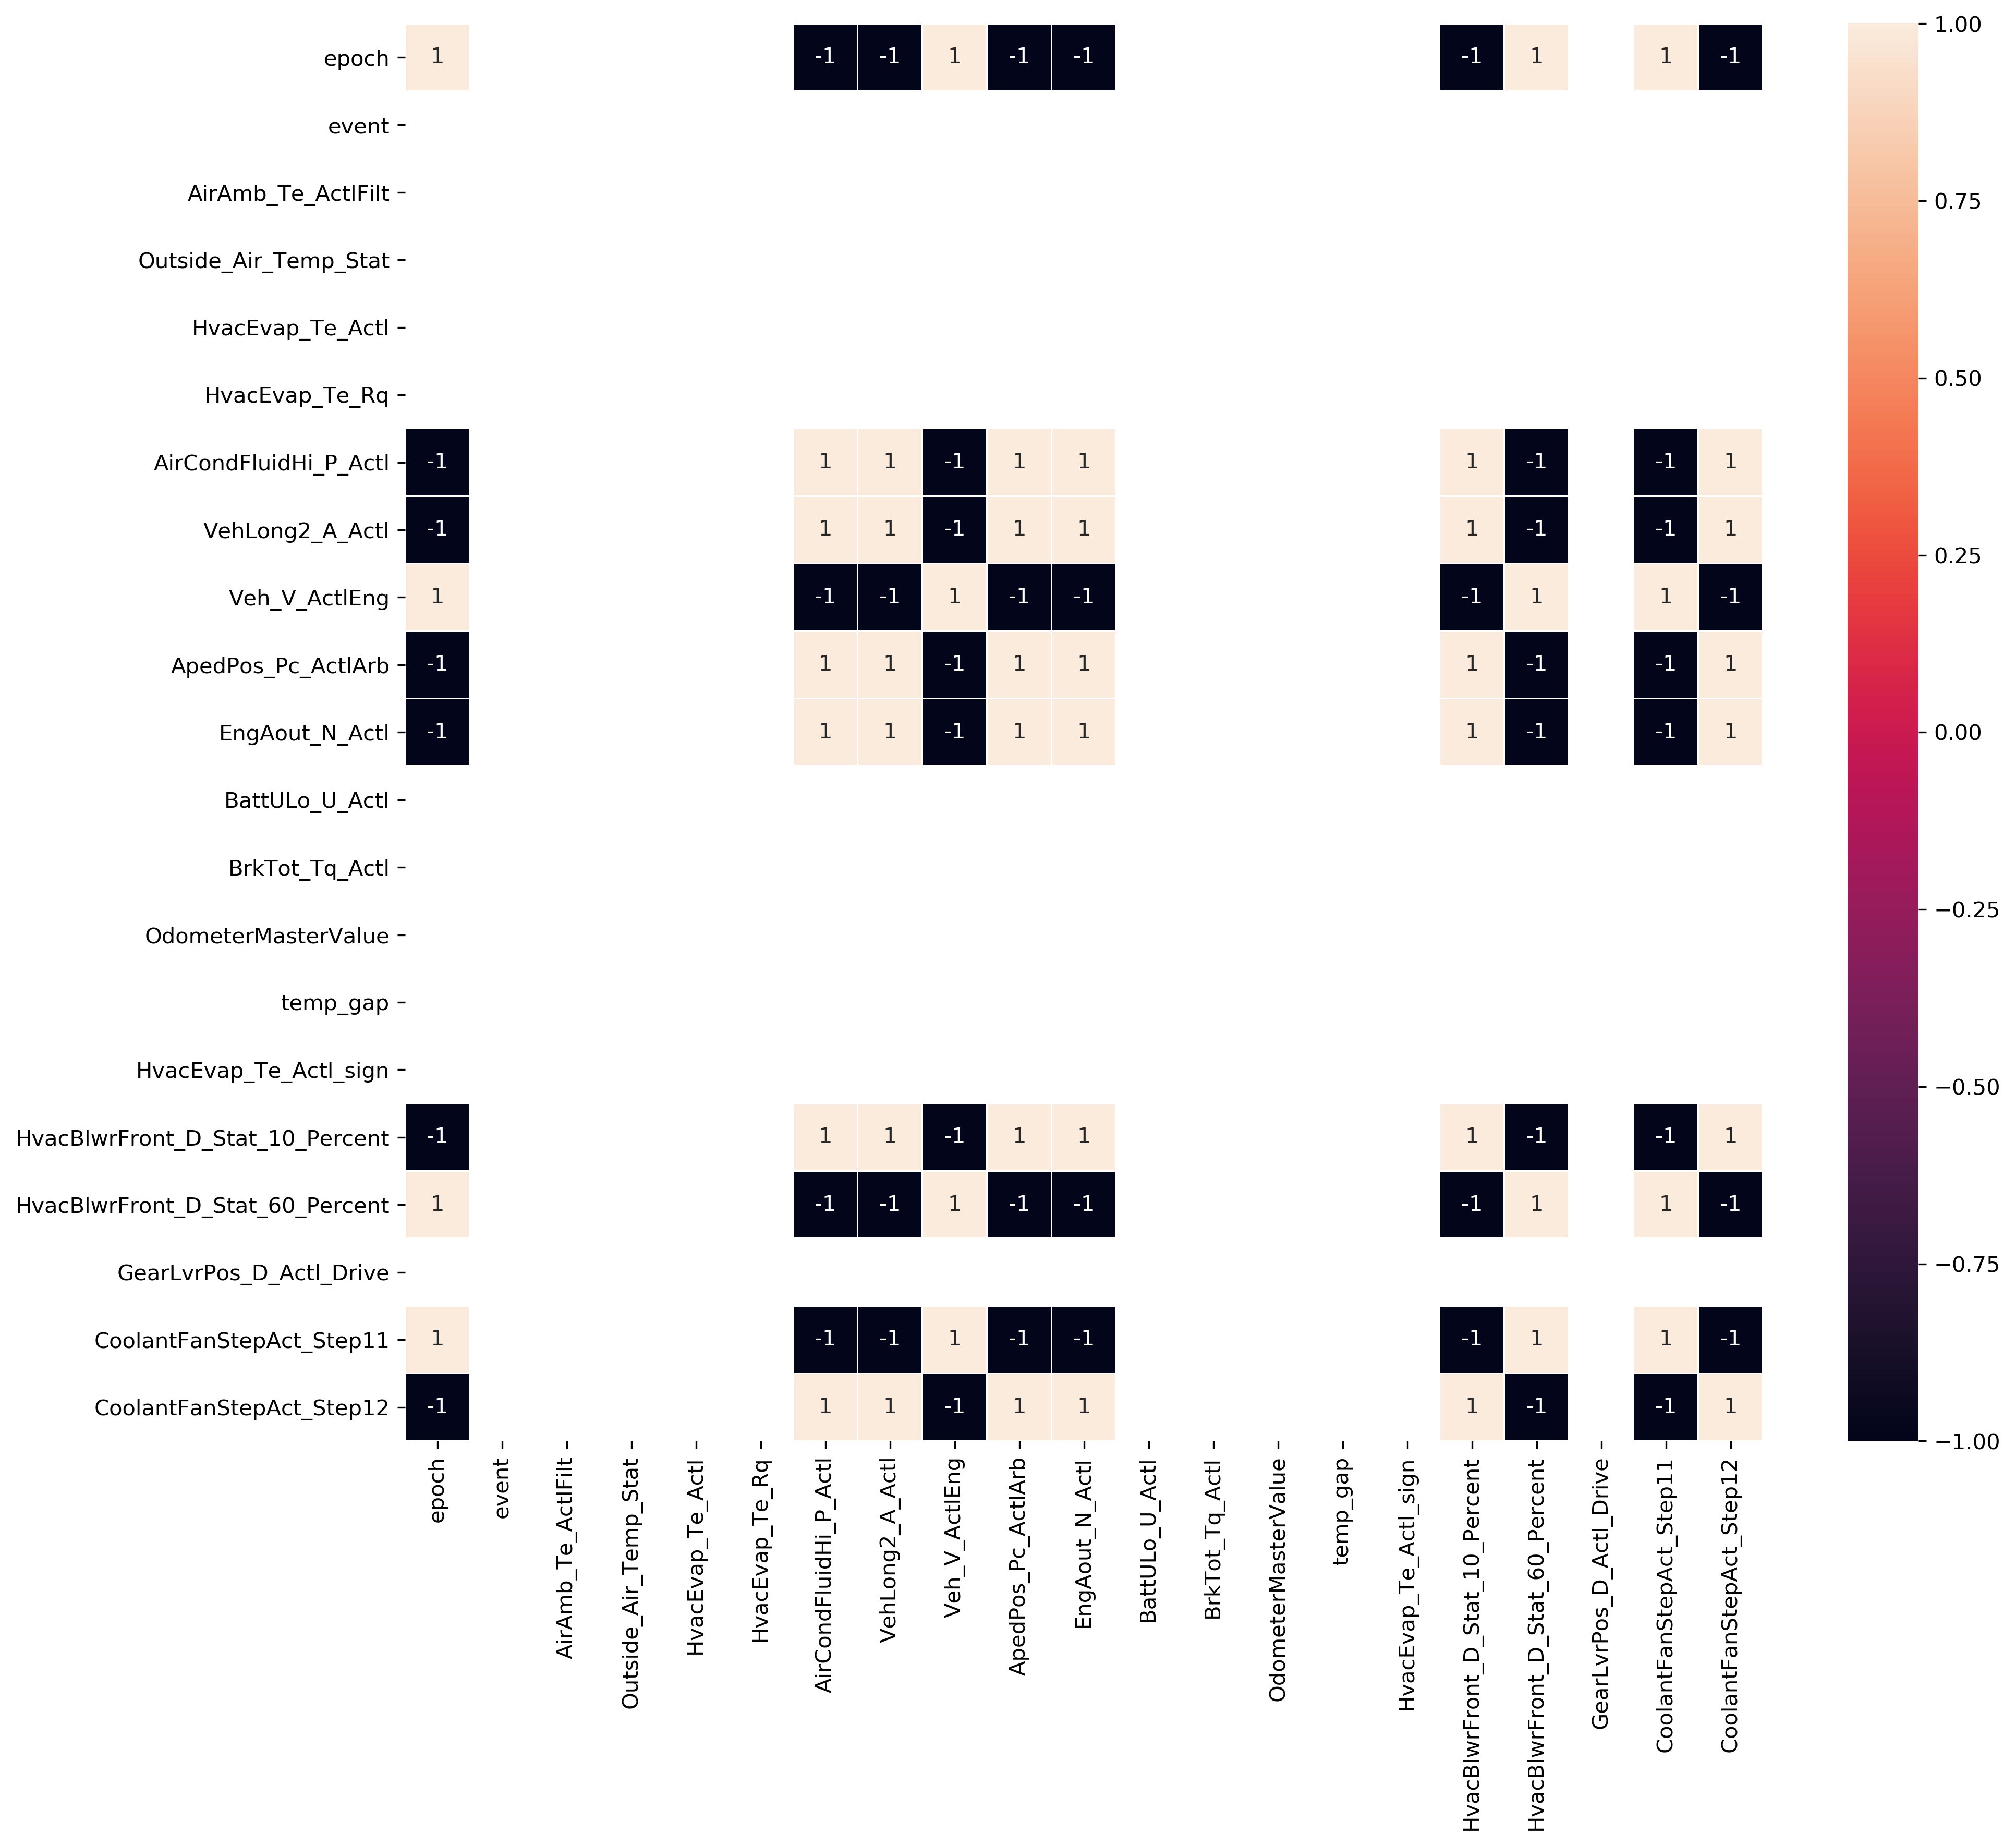 epoch 1 -1 -1 1 -1 -1 -1 1 1 -1
event
AirAmb_Te_ActlFilt
Outside_Air_Temp_Stat
HvacEvap_Te_Actl
HvacEvap_Te_Rq
AirCondFluidHi_P_Actl -1 1 1 -1 1 1 1 -1 -1 1
VehLong2_A_Actl -1 1 1 -1 1 1 1 -1 -1 1
Veh_V_ActlEng 1 -1 -1 1 -1 -1 -1 1 1 -1
ApedPos_Pc_ActlArb -1 1 1 -1 1 1 1 -1 -1 1
EngAout_N_Actl -1 1 1 -1 1 1 1 -1 -1 1
BattULo_U_Actl
BrkTot_Tq_Actl
OdometerMasterValue
temp_gap
HvacEvap_Te_Actl_sign
HvacBlwrFront_D_Stat_10_Percent -1 1 1 -1 1 1 1 -1 -1 1
HvacBlwrFront_D_Stat_60_Percent 1 -1 -1 1 -1 -1 -1 1 1 -1
GearLvrPos_D_Actl_Drive
CoolantFanStepAct_Step11 1 -1 -1 1 -1 -1 -1 1 1 -1
CoolantFanStepAct_Step12 -1 1 1 -1 1 1 1 -1 -1 1
epoch
event
AirAmb_Te_ActlFilt
Outside_Air_Temp_Stat
HvacEvap_Te_Actl
HvacEvap_Te_Rq
AirCondFluidHi_P_Actl
VehLong2_A_Actl
Veh_V_ActlEng
ApedPos_Pc_ActlArb
EngAout_N_Actl
BattULo_U_Actl
BrkTot_Tq_Actl
OdometerMasterValue
temp_gap
HvacEvap_Te_Actl_sign
HvacBlwrFront_D_Stat_10_Percent
HvacBlwrFront_D_Stat_60_Percent
GearLvrPos_D_Actl_Drive
CoolantFanStepAct_Step11
CoolantFanStepAct_Step12
1.00
0.75
0.50
0.25
0.00
−0.25
−0.50
−0.75
−1.00